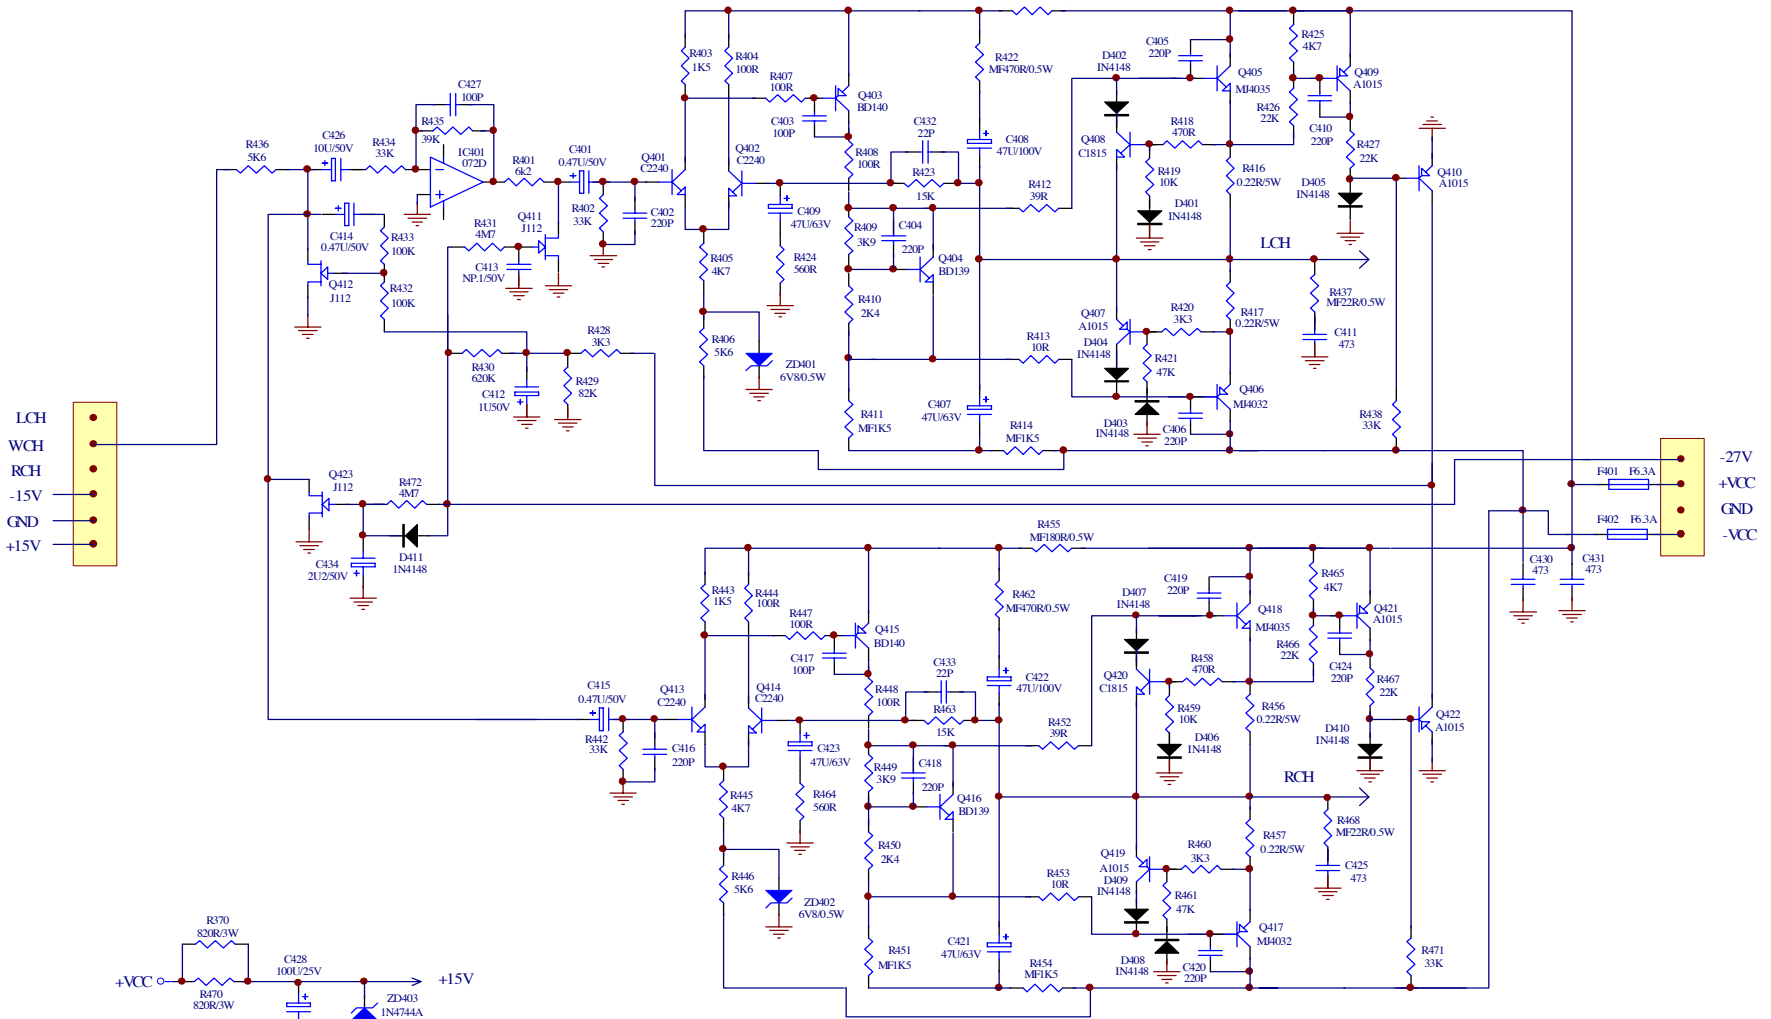 R403
1K5
R404
100R
R407
100R
Q403
BD140
C403
100P
R422
MF470R/0.5W
D402
IN4148
C405
220P
Q405
MJ4035
R425
4K7
Q409
A1015
R426
22K
C410
220P
R427
22K
C427
100P
R435
39K
R436
5K6
C426
10U/50V
R434
33K
IC401
072D
R401
6k2
C401
0.47U/50V
Q401
C2240
Q402
C2240
R408
100R
C432
22P
R423
15K
C408
47U/100V
Q408
C1815
R418
470R
R419
10K
R416
0.22R/5W
D405
IN4148
Q410
A1015
R412
39R
D401
IN4148
C414
0.47U/50V
R433
100K
R431
4M7
Q411
J112
R402
33K
C402
220P
C409
47U/63V
R409
3K9
C404
220P
LCH
R405
4K7
R424
560R
Q404
BD139
C413
NP.1/50V
Q412
J112
R432
100K
R410
2K4
Q407
A1015
R420
3K3
R417
0.22R/5W
R437
MF22R/0.5W
C411
473
R428
3K3
R406
5K6
ZD401
6V8/0.5W
R413
10R
D404
IN4148
R421
47K
R430
620K
R429
82K
C412
1U50V
Q406
MJ4032
C407
47U/63V
R411
MF1K5
R414
MF1K5
D403
IN4148
C406
220P
R438
33K
LCH
WCH
RCH
-15V
GND
+15V
-27V
+VCC
GND
-VCC
F401 F6.3A
F402 F6.3A
Q423
J112
R472
4M7
D411
1N4148
C434
2U2/50V
R455
MF180R/0.5W
C430
473
C431
473
R443
1K5
R444
100R
R447
100R
Q415
BD140
C417
100P
R462
MF470R/0.5W
D407
IN4148
C419
220P
Q418
MJ4035
R465
4K7
Q421
A1015
R466
22K
C424
220P
R467
22K
C415
0.47U/50V
Q413
C2240
Q414
C2240
R448
100R
C433
22P
R463
15K
C422
47U/100V
Q420
C1815
R458
470R
R459
10K
R456
0.22R/5W
D410
IN4148
Q422
A1015
R442
33K
C416
220P
C423
47U/63V
R452
39R
D406
IN4148
R449
3K9
C418
220P
RCH
R445
4K7
R464
560R
Q416
BD139
R450
2K4
Q419
A1015
R460
3K3
R457
0.22R/5W
R468
MF22R/0.5W
C425
473
R446
5K6
ZD402
6V8/0.5W
R453
10R
D409
IN4148
R461
47K
Q417
MJ4032
C421
47U/63V
R451
MF1K5
R454
MF1K5
D408
IN4148
C420
220P
R471
33K
R370
820R/3W
+VCC
R470
820R/3W
C428
100U/25V
+15V
ZD403
1N4744A